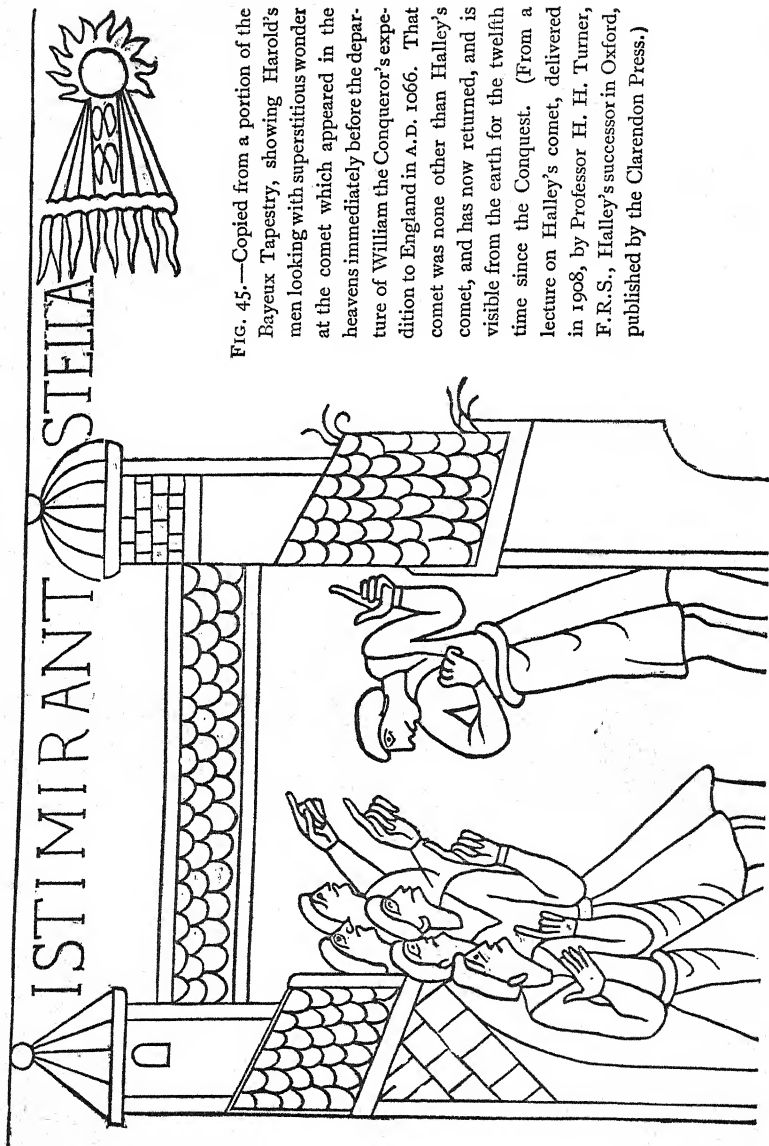 ISTIMIRANT STELLA
FIG. 45.—Copied from a portion of the
Bayeux Tapestry, showing Harold's
men looking with superstitious wonder
at the comet which appeared in the
heavens immediately before the depar-
ture of William the Conqueror's expe-
dition to England in A.D. 1066. That
comet was none other than Halley's
comet, and has now returned, and is
visible from the earth for the twelfth
time since the Conquest. (From a
lecture on Halley's comet, delivered
in 1908, by Professor H. H. Turner,
F.R.S., Halley's successor in Oxford,
published by the Clarendon Press.)